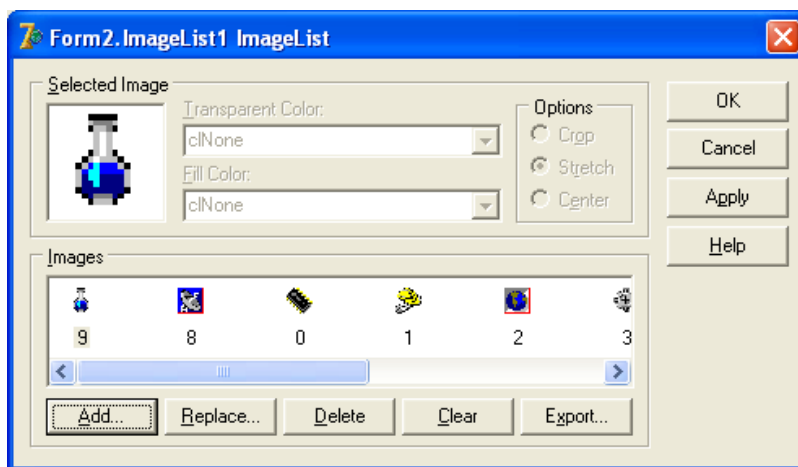 Form2.ImageList1 ImageList
Selected Image
Transparent Color:
clNone
Fill Color:
clNone
Options
Crop
Stretch
Center
OK
Cancel
Apply
Help
Images
9 8 0 1 2 3
Add... Replace... Delete Clear Export...